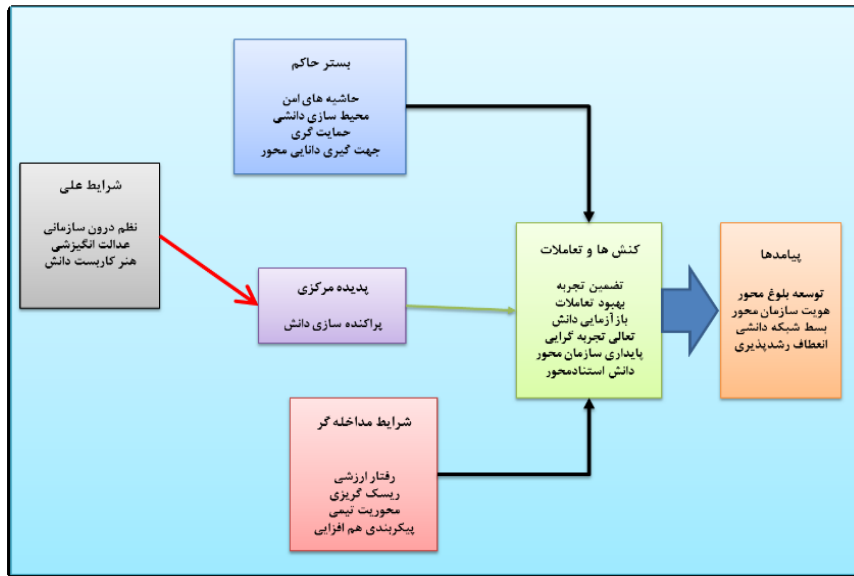 بستر حاکم
حاشیه های امن
محیط سازی دانشی
حمایت گری
جهت گیری دانایی محور
شرایط علی
نظم درون سازمانی
عدالت انگیزشی
هنر کاربست دانش
پدیده مرکزی
پراکنده سازی دانش
شرایط مداخله گر
رفتار ارزشی
ریسک گریزی
محوریت تیمی
پیکربندی هم افزایی
کنش ها و تعاملات
تضمین تجربه
بهبود تعاملات
بازآزمایی دانش
تعالی تجربه گرایی
پایداری سازمان محور
دانش استنادمحور
پیامدها
توسعه بلوغ محور
هویت سازمان محور
بسط شبکه دانشی
انعطاف رشدپذیری